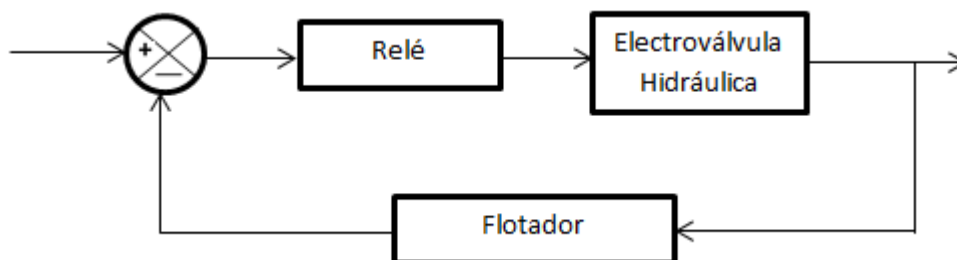 +
Relé
Electroválvula
Hidráulica
—
Flotador